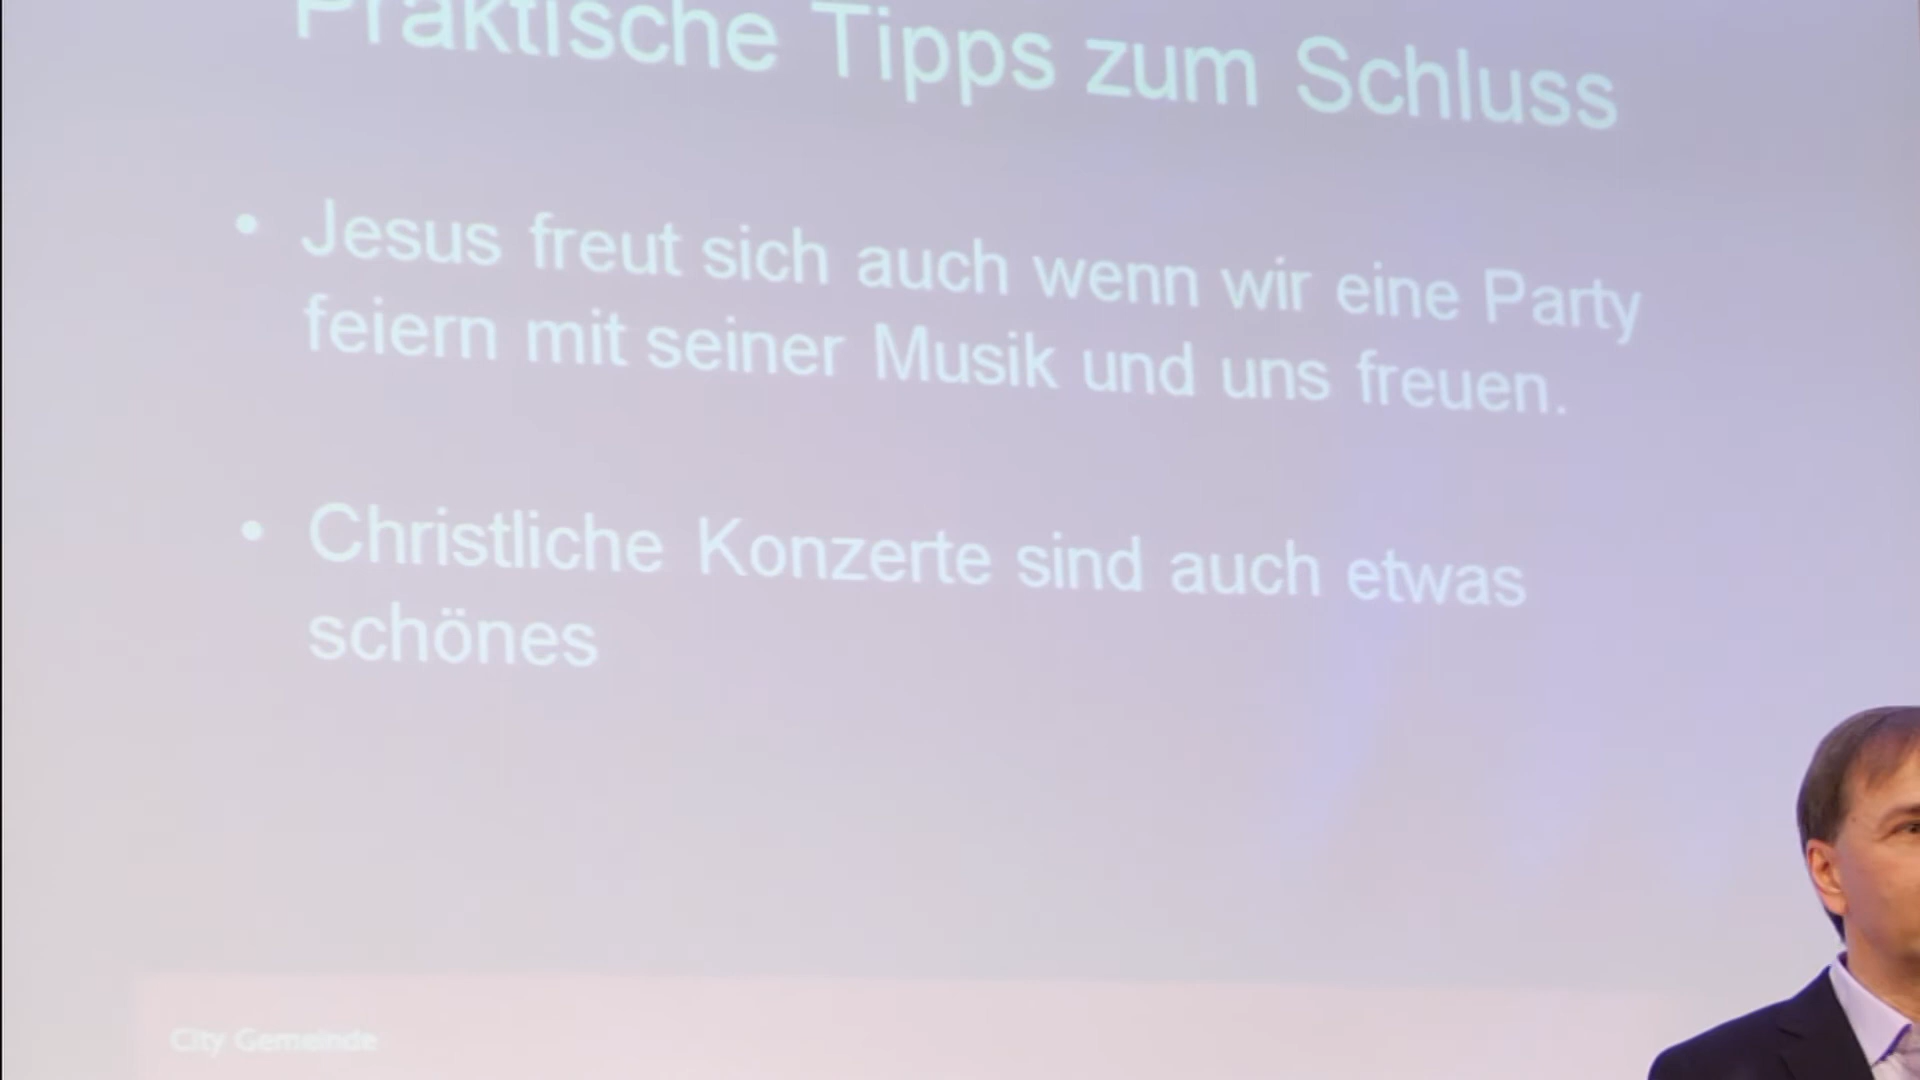 Praktische Tipps zum Schluss
• Jesus freut sich auch wenn wir eine Party
feiern mit seiner Musik und uns freuen.
• Christliche Konzerte sind auch etwas
schönes
City Gemeinde